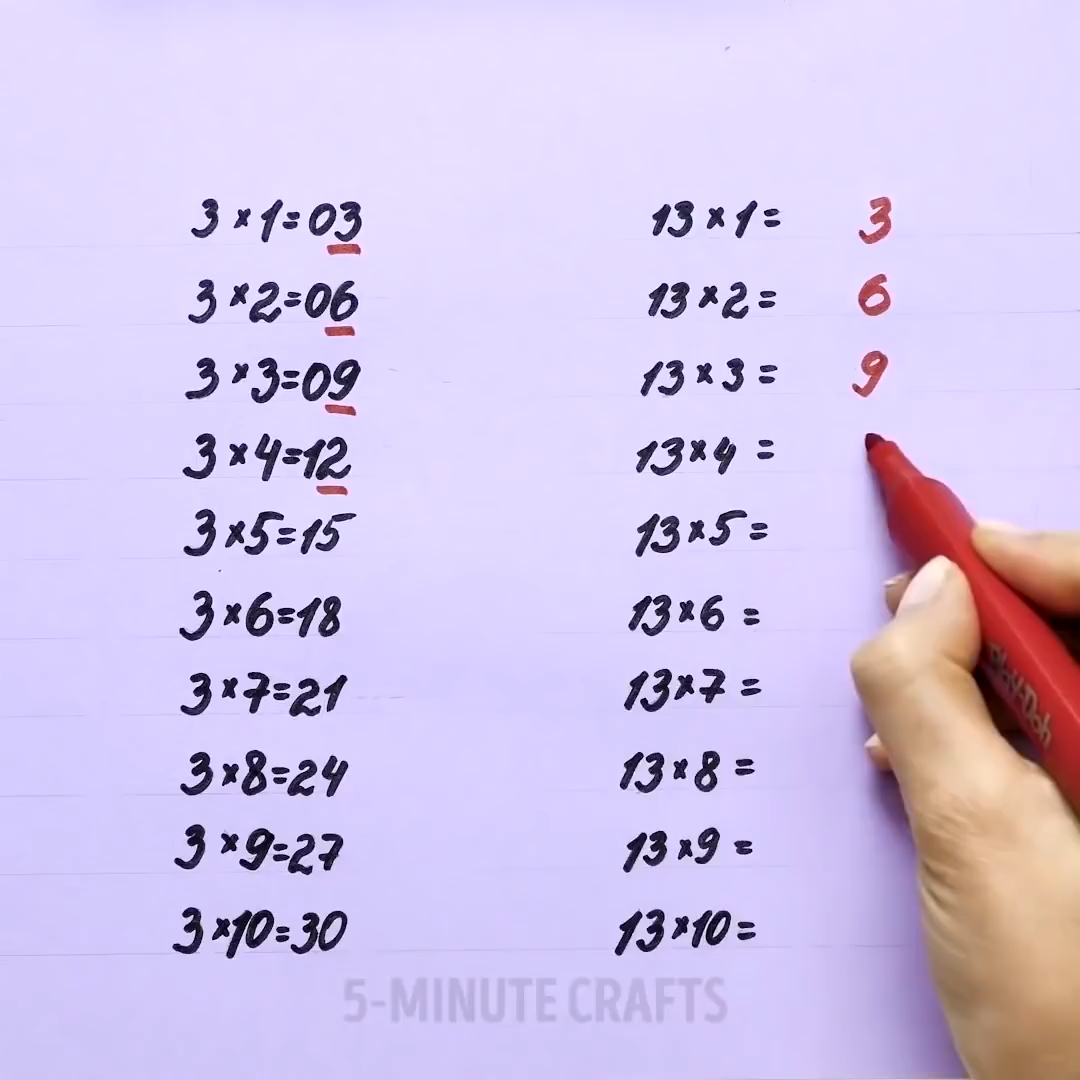 3×1=03 13×1= 3
3×2=06 13×2= 6
3×3=09 13×3= 9
3×4=12 13×4=
3×5=15 13×5=
3×6=18 13×6=
3×7=21 13×7=
3×8=24 13×8=
3×9=27 13×9=
3×10=30 13×10=
Play-Doh
5-MINUTE CRAFTS